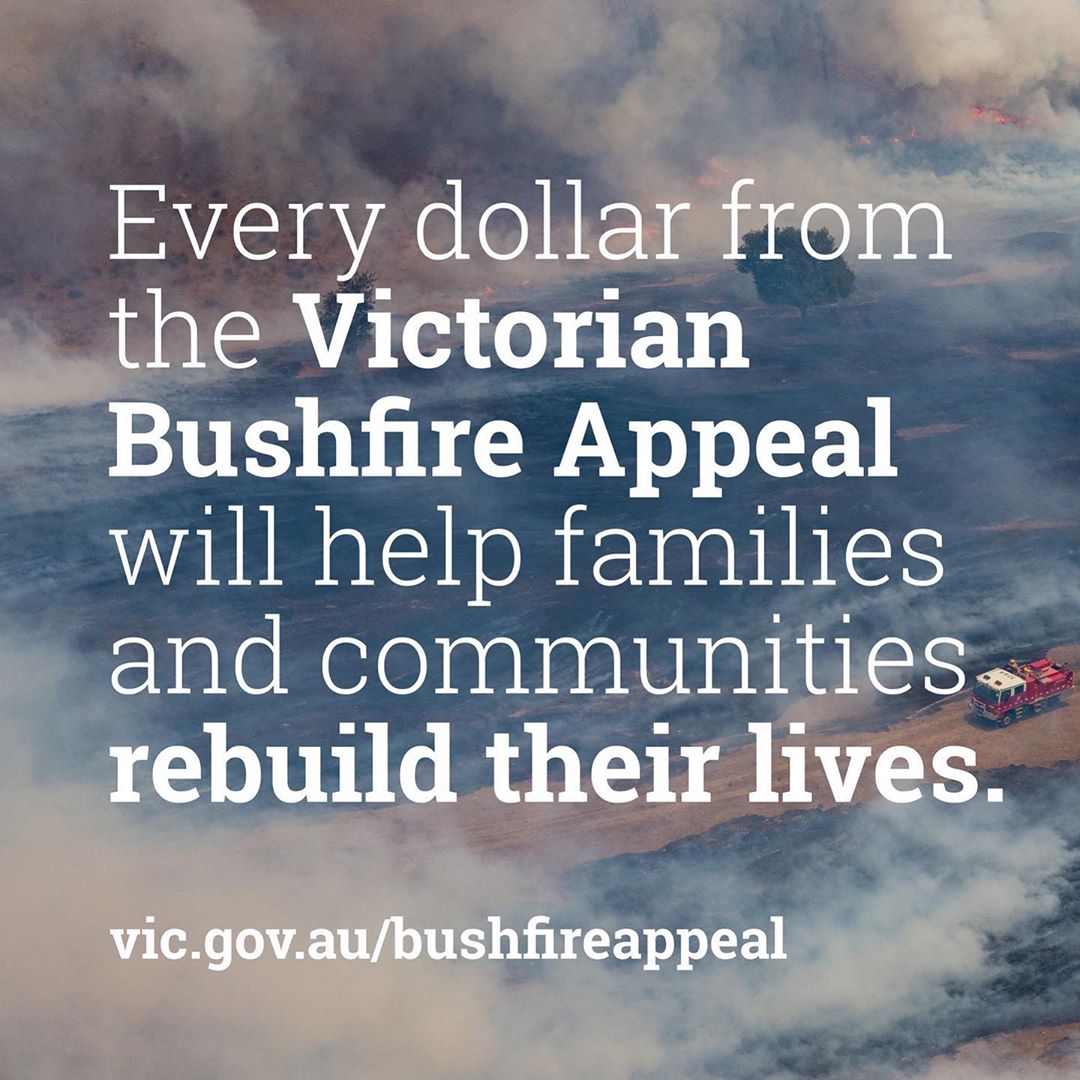 Every dollar from
the Victorian
Bushfire Appeal
will help families
and communities
rebuild their lives.
vic.gov.au/bushfireappeal